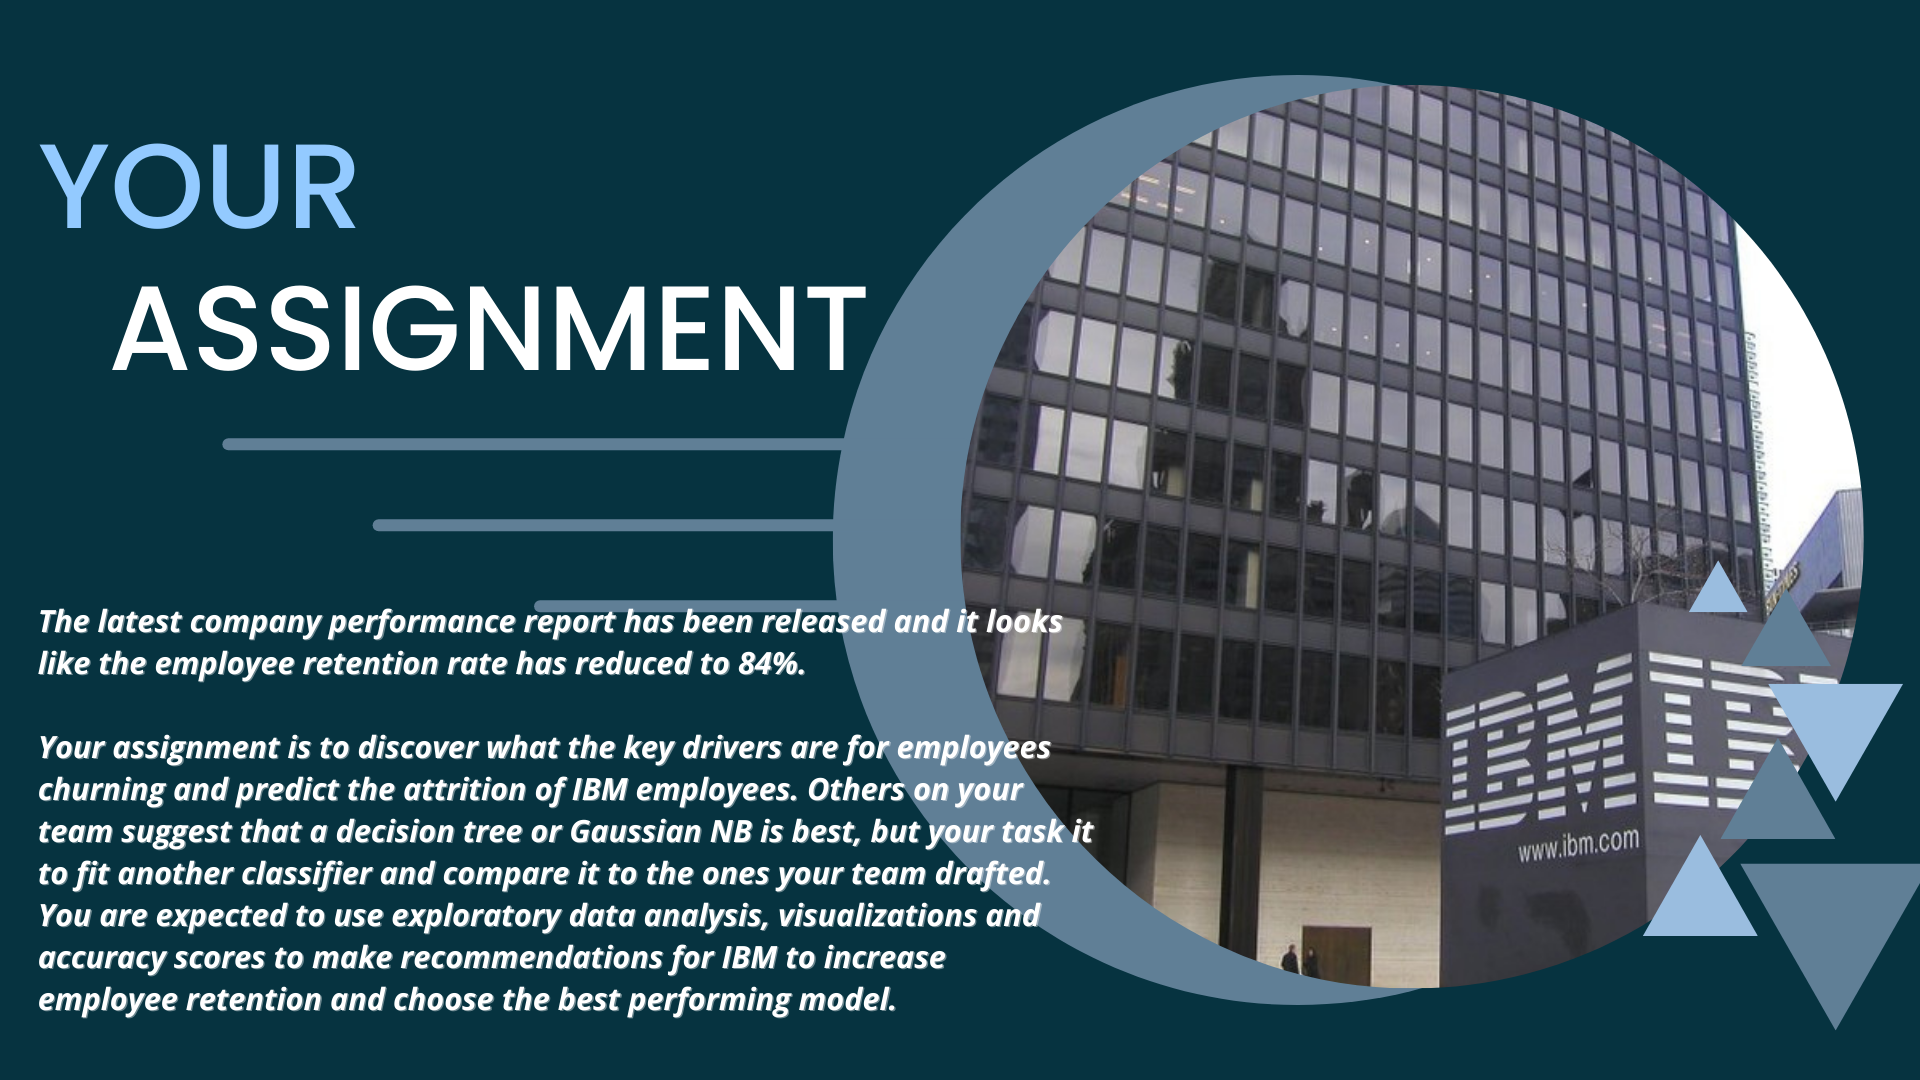 YOUR
ASSIGNMENT
The latest company performance report has been released and it looks
like the employee retention rate has reduced to 84%.
Your assignment is to discover what the key drivers are for employees
churning and predict the attrition of IBM employees. Others on your
team suggest that a decision tree or Gaussian NB is best, but your task it
to fit another classifier and compare it to the ones your team drafted.
You are expected to use exploratory data analysis, visualizations and
accuracy scores to make recommendations for IBM to increase
employee retention and choose the best performing model.
IBM
www.ibm.com